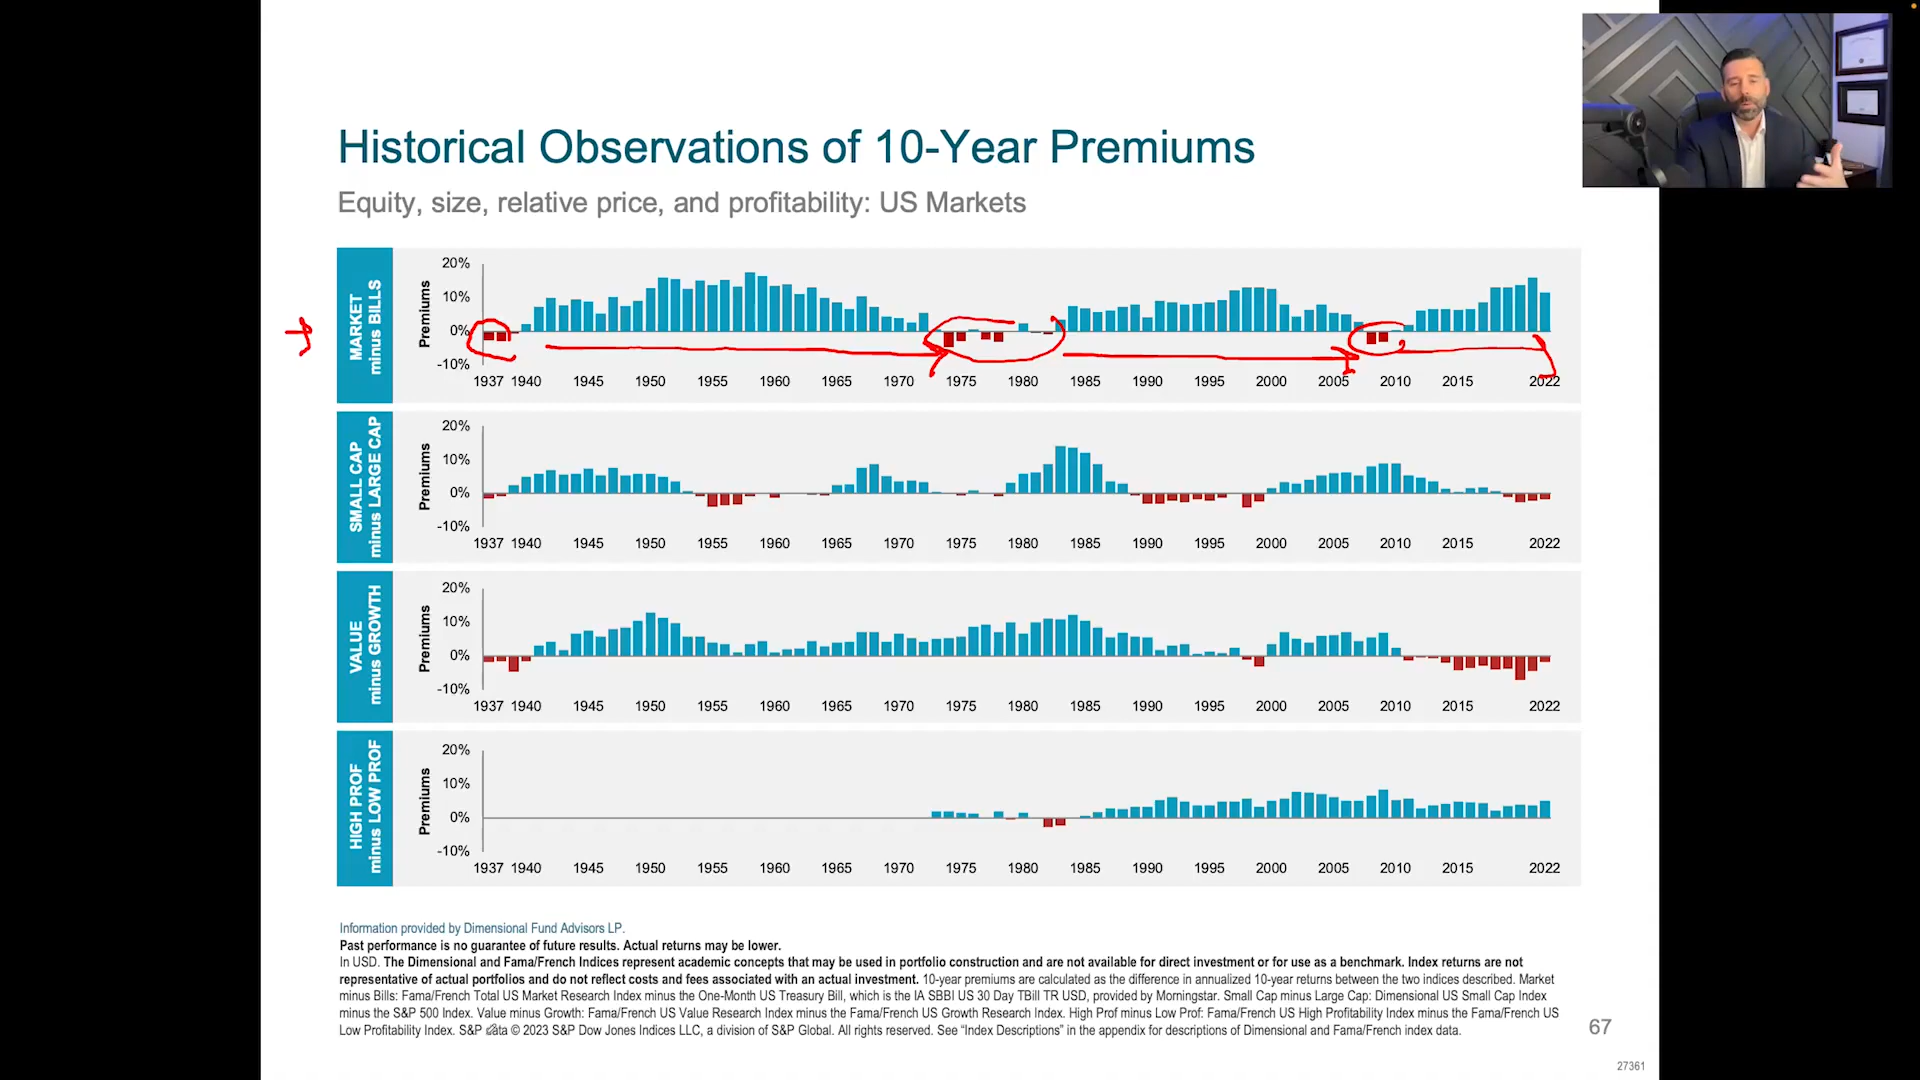 Historical Observations of 10-Year Premiums
Equity, size, relative price, and profitability: US Markets
MARKET
minus BILLS
Premiums
20%
10%
0%
-10%
1937 1940 1945 1950 1955 1960 1965 1970 1975 1980 1985 1990 1995 2000 2005 2010 2015 2022
SMALL CAP
minus LARGE CAP
Premiums
20%
10%
0%
-10%
1937 1940 1945 1950 1955 1960 1965 1970 1975 1980 1985 1990 1995 2000 2005 2010 2015 2022
VALUE
minus GROWTH
Premiums
20%
10%
0%
-10%
1937 1940 1945 1950 1955 1960 1965 1970 1975 1980 1985 1990 1995 2000 2005 2010 2015 2022
HIGH PROF
minus LOW PROF
Premiums
20%
10%
0%
-10%
1937 1940 1945 1950 1955 1960 1965 1970 1975 1980 1985 1990 1995 2000 2005 2010 2015 2022
Information provided by Dimensional Fund Advisors LP.
Past performance is no guarantee of future results. Actual returns may be lower.
In USD. The Dimensional and Fama/French Indices represent academic concepts that may be used in portfolio construction and are not available for direct investment or for use as a benchmark. Index returns are not
representative of actual portfolios and do not reflect costs and fees associated with an actual investment. 10-year premiums are calculated as the difference in annualized 10-year returns between the two indices described. Market
minus Bills: Fama/French Total US Market Research Index minus the One-Month US Treasury Bill, which is the IA SBBI US 30 Day TBill TR USD, provided by Morningstar. Small Cap minus Large Cap: Dimensional US Small Cap Index
minus the S&P 500 Index. Value minus Growth: Fama/French US Value Research Index minus the Fama/French US Growth Research Index. High Prof minus Low Prof: Fama/French US High Profitability Index minus the Fama/French US
Low Profitability Index. S&P data © 2023 S&P Dow Jones Indices LLC, a division of S&P Global. All rights reserved. See “Index Descriptions” in the appendix for descriptions of Dimensional and Fama/French index data.
67
27361